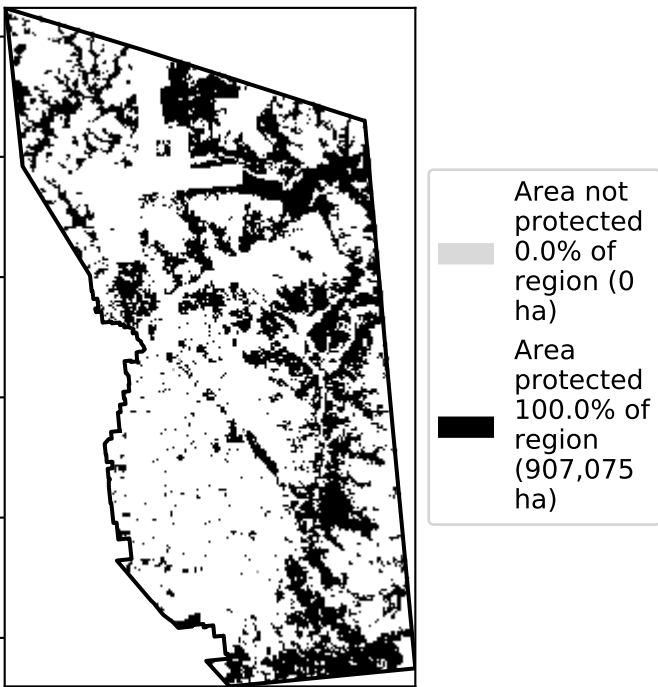 Area not
protected
0.0% of
region (0
ha)
Area
protected
100.0% of
region
(907,075
ha)